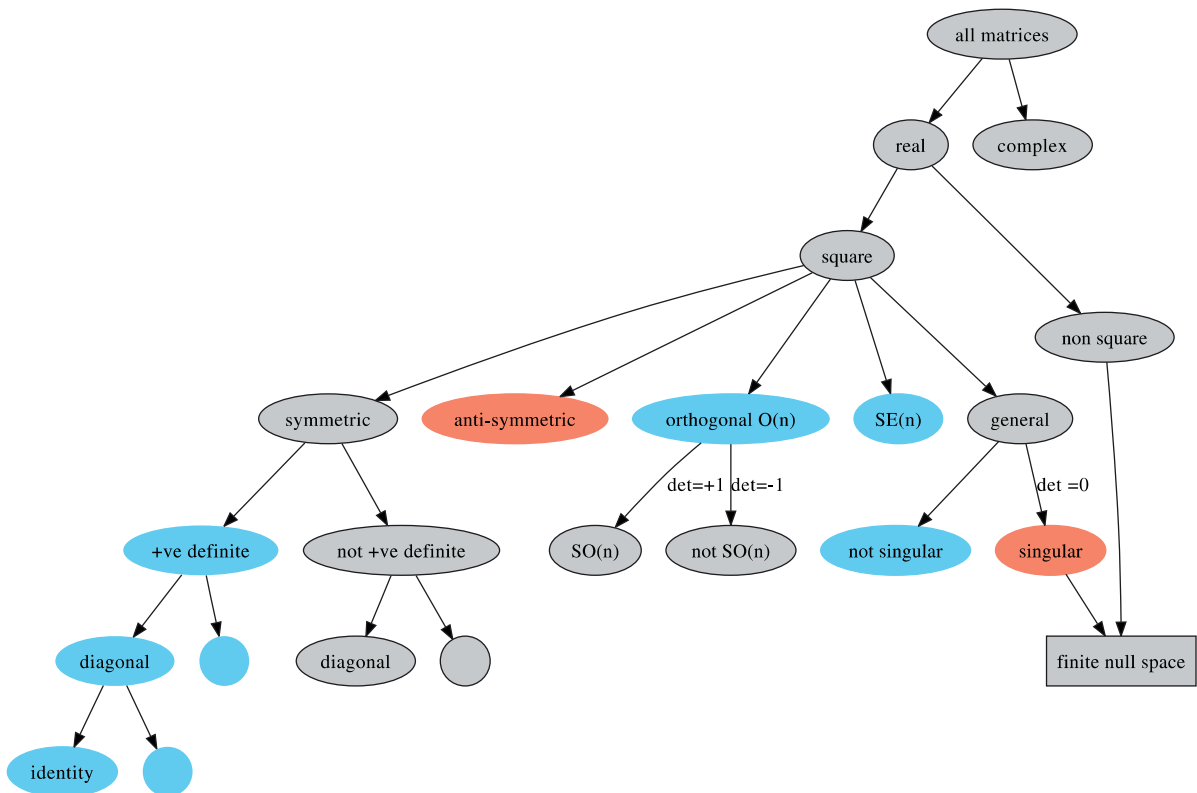 all matrices
real
complex
square
non square
symmetric
anti-symmetric
orthogonal O(n)
SE(n)
general
det=+1
det=-1
det =0
+ve definite
not +ve definite
SO(n)
not SO(n)
not singular
singular
diagonal
diagonal
finite null space
identity